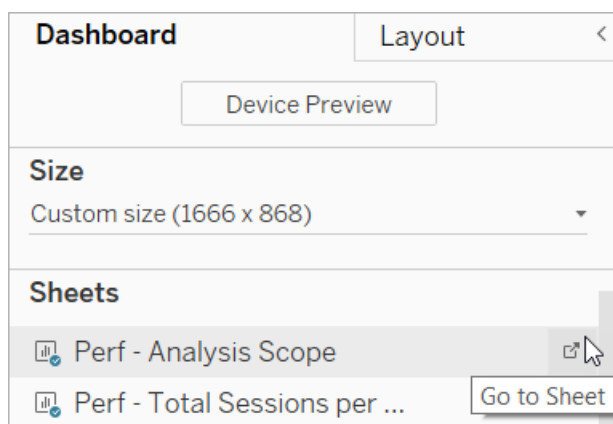 Dashboard
Layout
Device Preview
Size
Custom size (1666 x 868)
Sheets
Perf - Analysis Scope
Perf - Total Sessions per ...
Go to Sheet